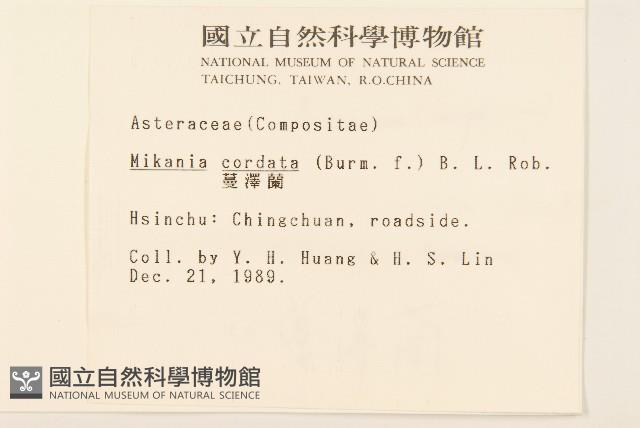 國立自然科學博物館
NATIONAL MUSEUM OF NATURAL SCIENCE
TAICHUNG, TAIWAN, R.O.CHINA
Asteraceae(Compositae)
Mikania cordata (Burm. f.) B. L. Rob.
蔓澤蘭
Hsinchu: Chingchuan, roadside.
Coll. by Y. H. Huang & H. S. Lin
Dec. 21, 1989.
國立自然科學博物館
NATIONAL MUSEUM OF NATURAL SCIENCE